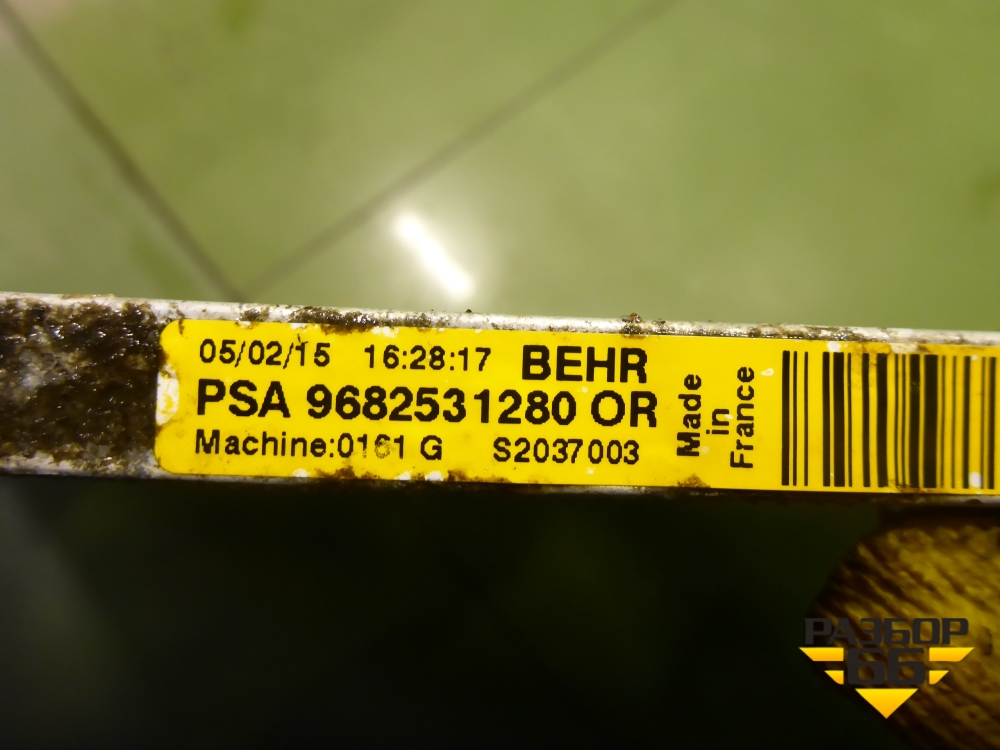 05/02/15 16:28:17 BEHR
PSA 9682531280 OR
Machine:0161 G S2037003
Made
in
France
РАЗБОР
66